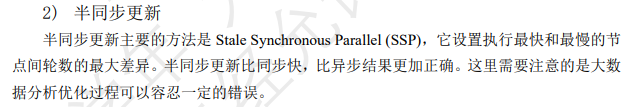 2) 半同步更新
半同步更新主要的方法是 Stale Synchronous Parallel (SSP)，它设置执行最快和最慢的节
点间轮数的最大差异。半同步更新比同步快，比异步结果更加正确。这里需要注意的是大数
据分析优化过程可以容忍一定的错误。